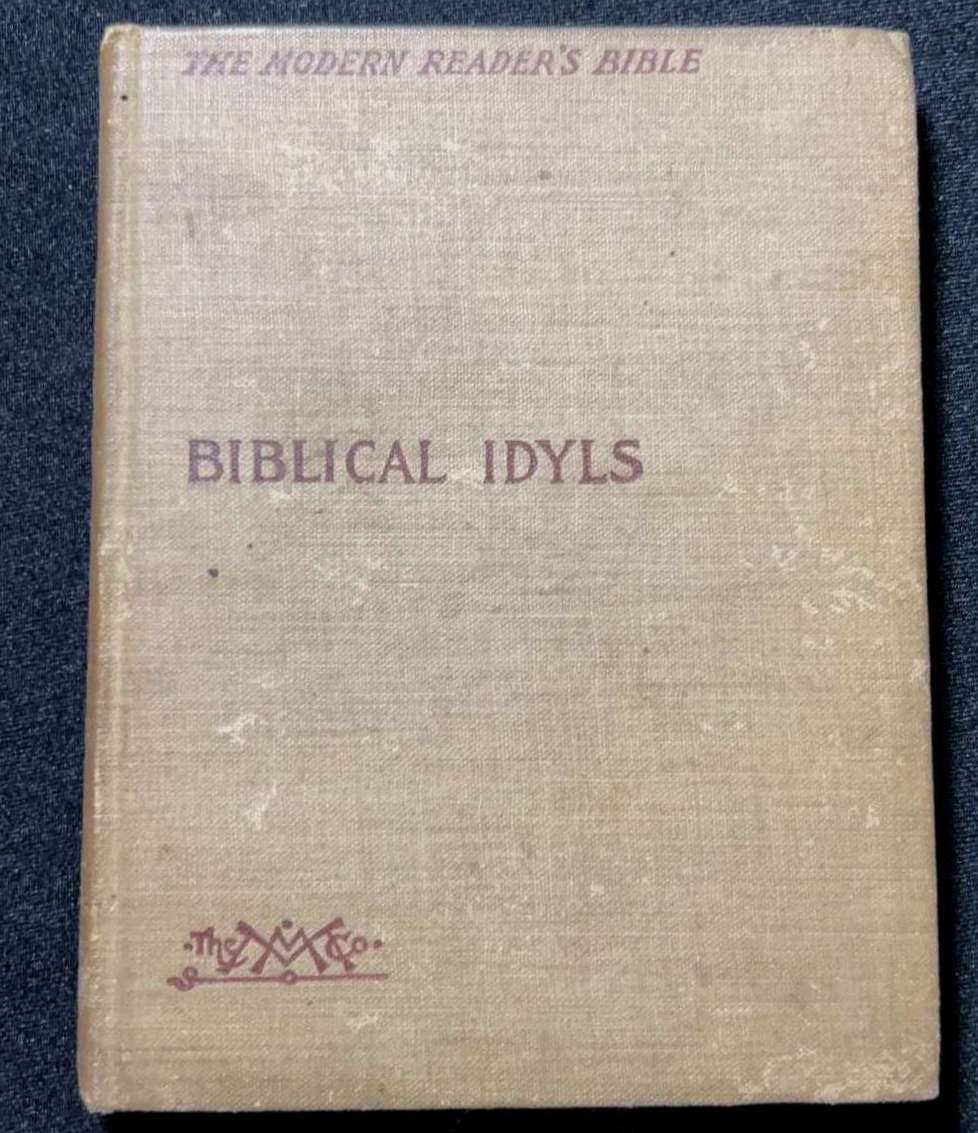 THE MODERN READER'S BIBLE
BIBLICAL IDYLS
The M Co.